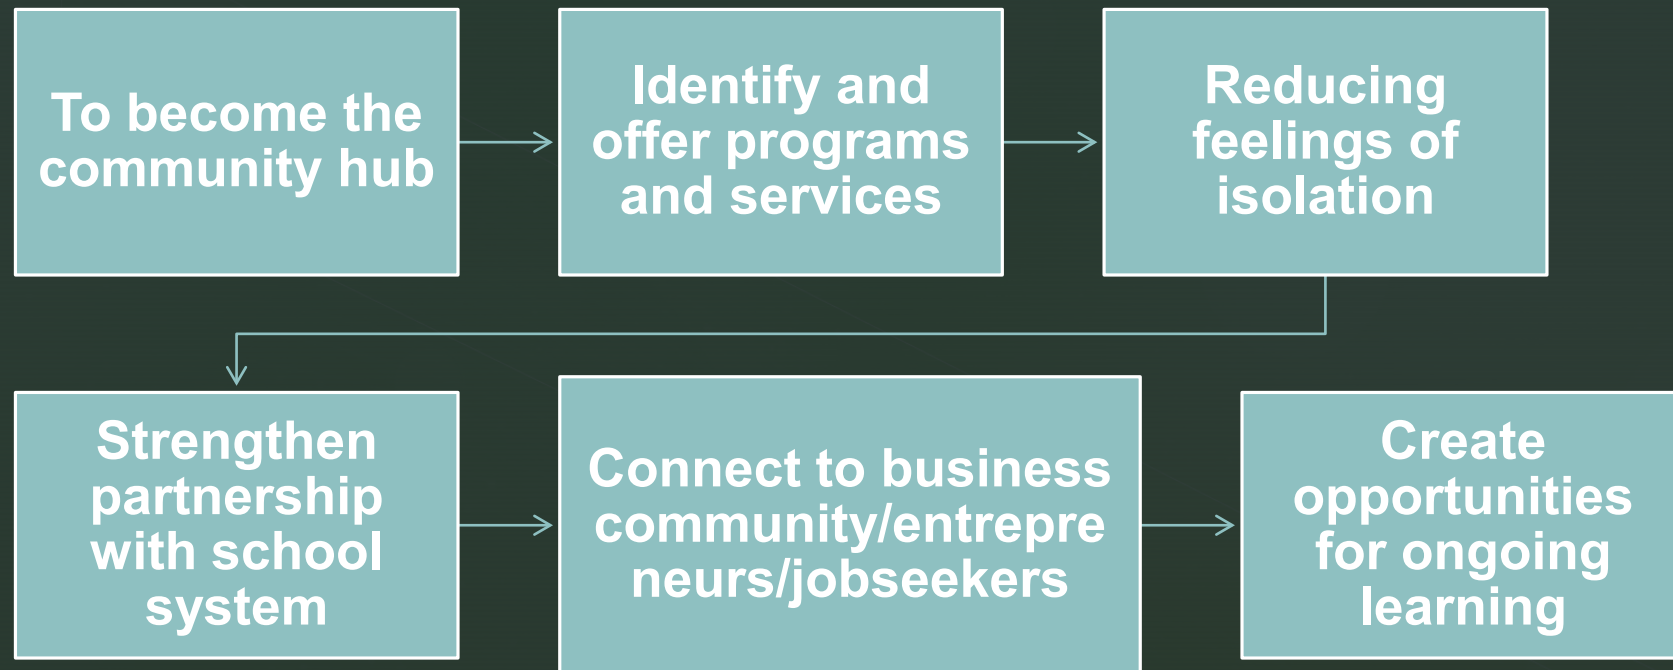 To become the
community hub
Identify and
offer programs
and services
Reducing
feelings of
isolation
Strengthen
partnership
with school
system
Connect to business
community/entrepre
neurs/jobseekers
Create
opportunities
for ongoing
learning